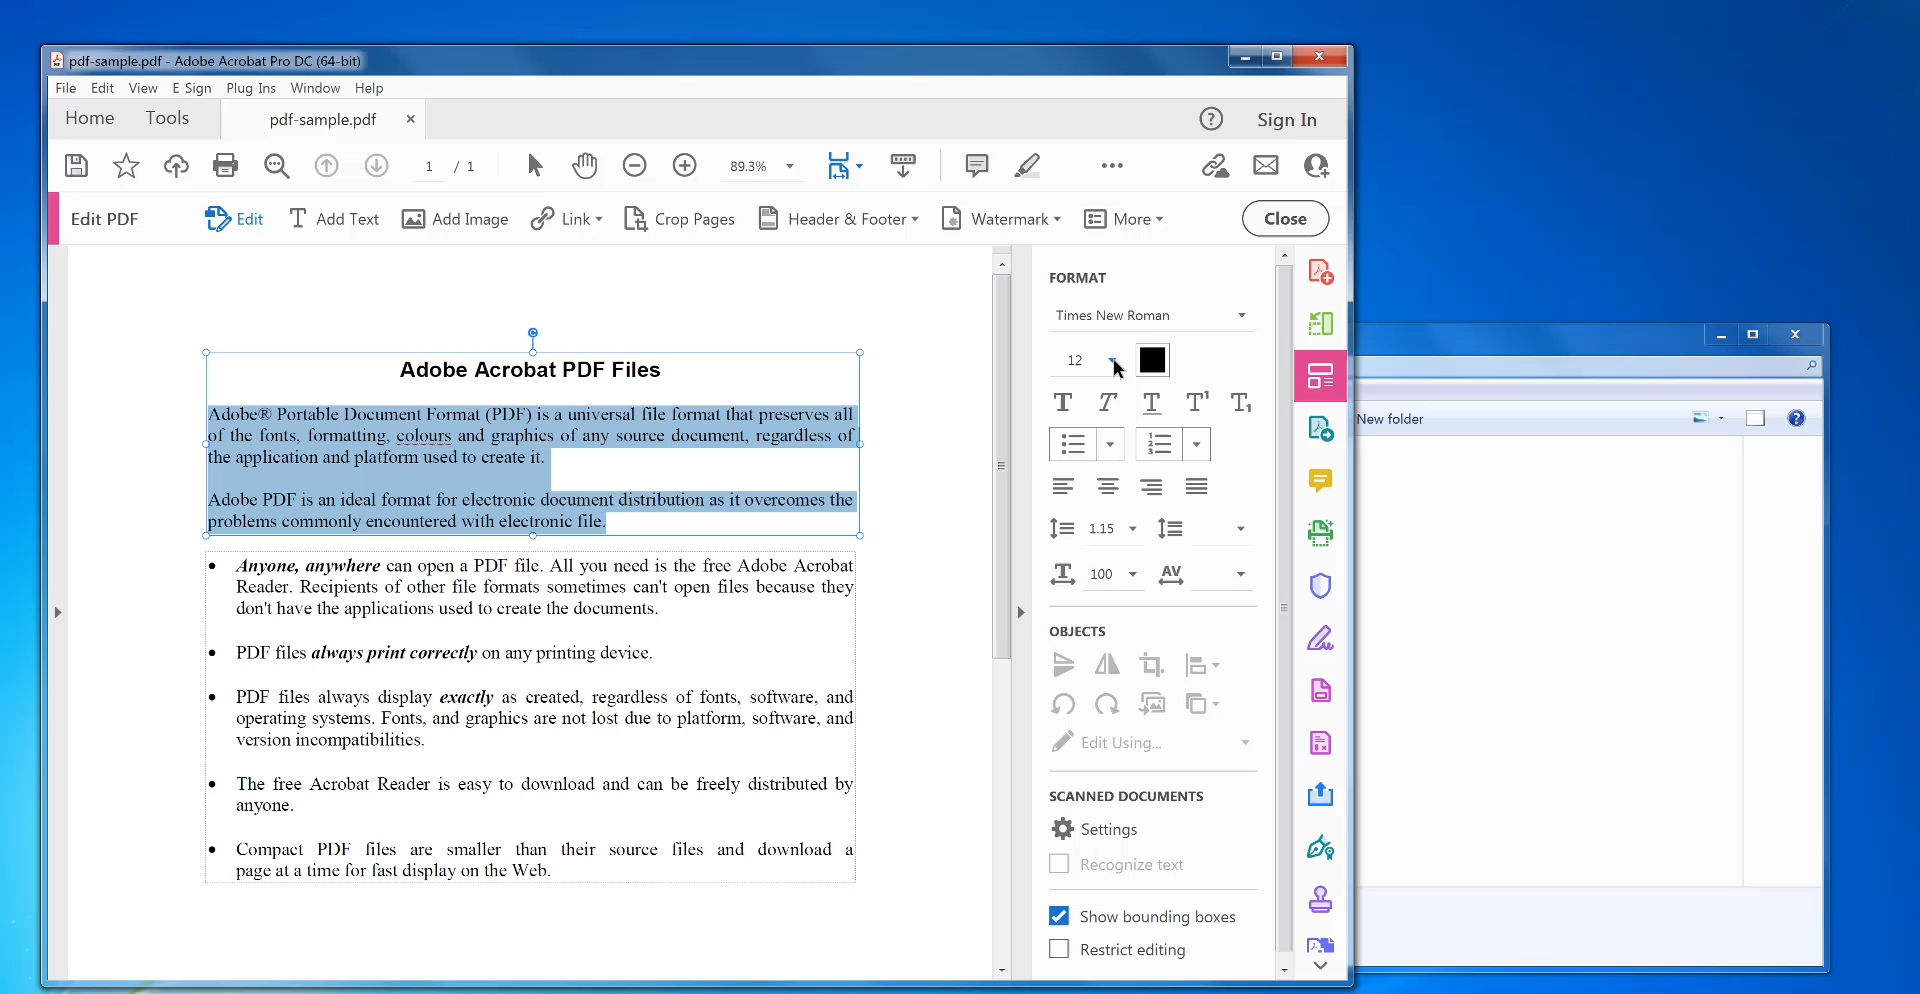 pdf-sample.pdf - Adobe Acrobat Pro DC (64-bit)
File Edit View E Sign Plug Ins Window Help
Home Tools pdf-sample.pdf Sign In
1 / 1 89.3%
Edit PDF Edit Add Text Add Image Link Crop Pages Header & Footer Watermark More Close
FORMAT
Times New Roman
12
1.15
100
OBJECTS
Edit Using...
SCANNED DOCUMENTS
Settings
Recognize text
Show bounding boxes
Restrict editing
Adobe Acrobat PDF Files
Adobe® Portable Document Format (PDF) is a universal file format that preserves all
of the fonts, formatting, colours and graphics of any source document, regardless of
the application and platform used to create it.
Adobe PDF is an ideal format for electronic document distribution as it overcomes the
problems commonly encountered with electronic file.
• Anyone, anywhere can open a PDF file. All you need is the free Adobe Acrobat
Reader. Recipients of other file formats sometimes can't open files because they
don't have the applications used to create the documents.
• PDF files always print correctly on any printing device.
• PDF files always display exactly as created, regardless of fonts, software, and
operating systems. Fonts, and graphics are not lost due to platform, software, and
version incompatibilities.
• The free Acrobat Reader is easy to download and can be freely distributed by
anyone.
• Compact PDF files are smaller than their source files and download a
page at a time for fast display on the Web.
New folder